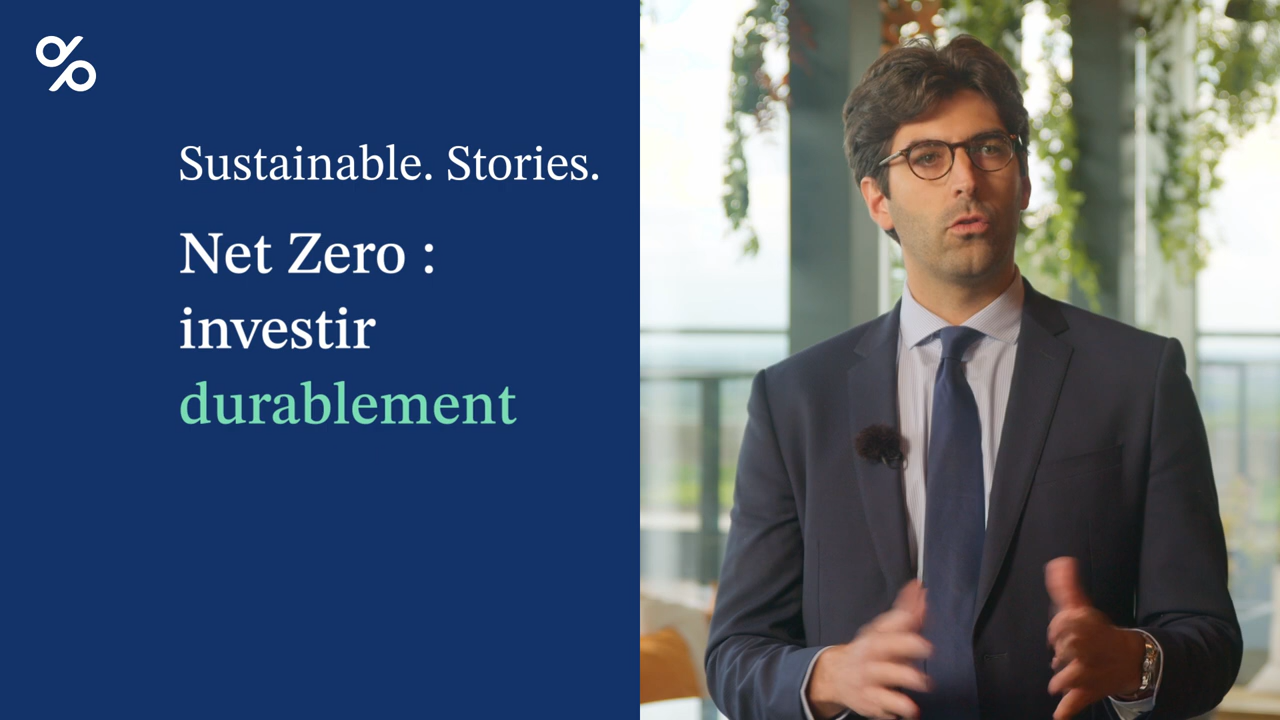 Sustainable. Stories.
Net Zero :
investir
durablement